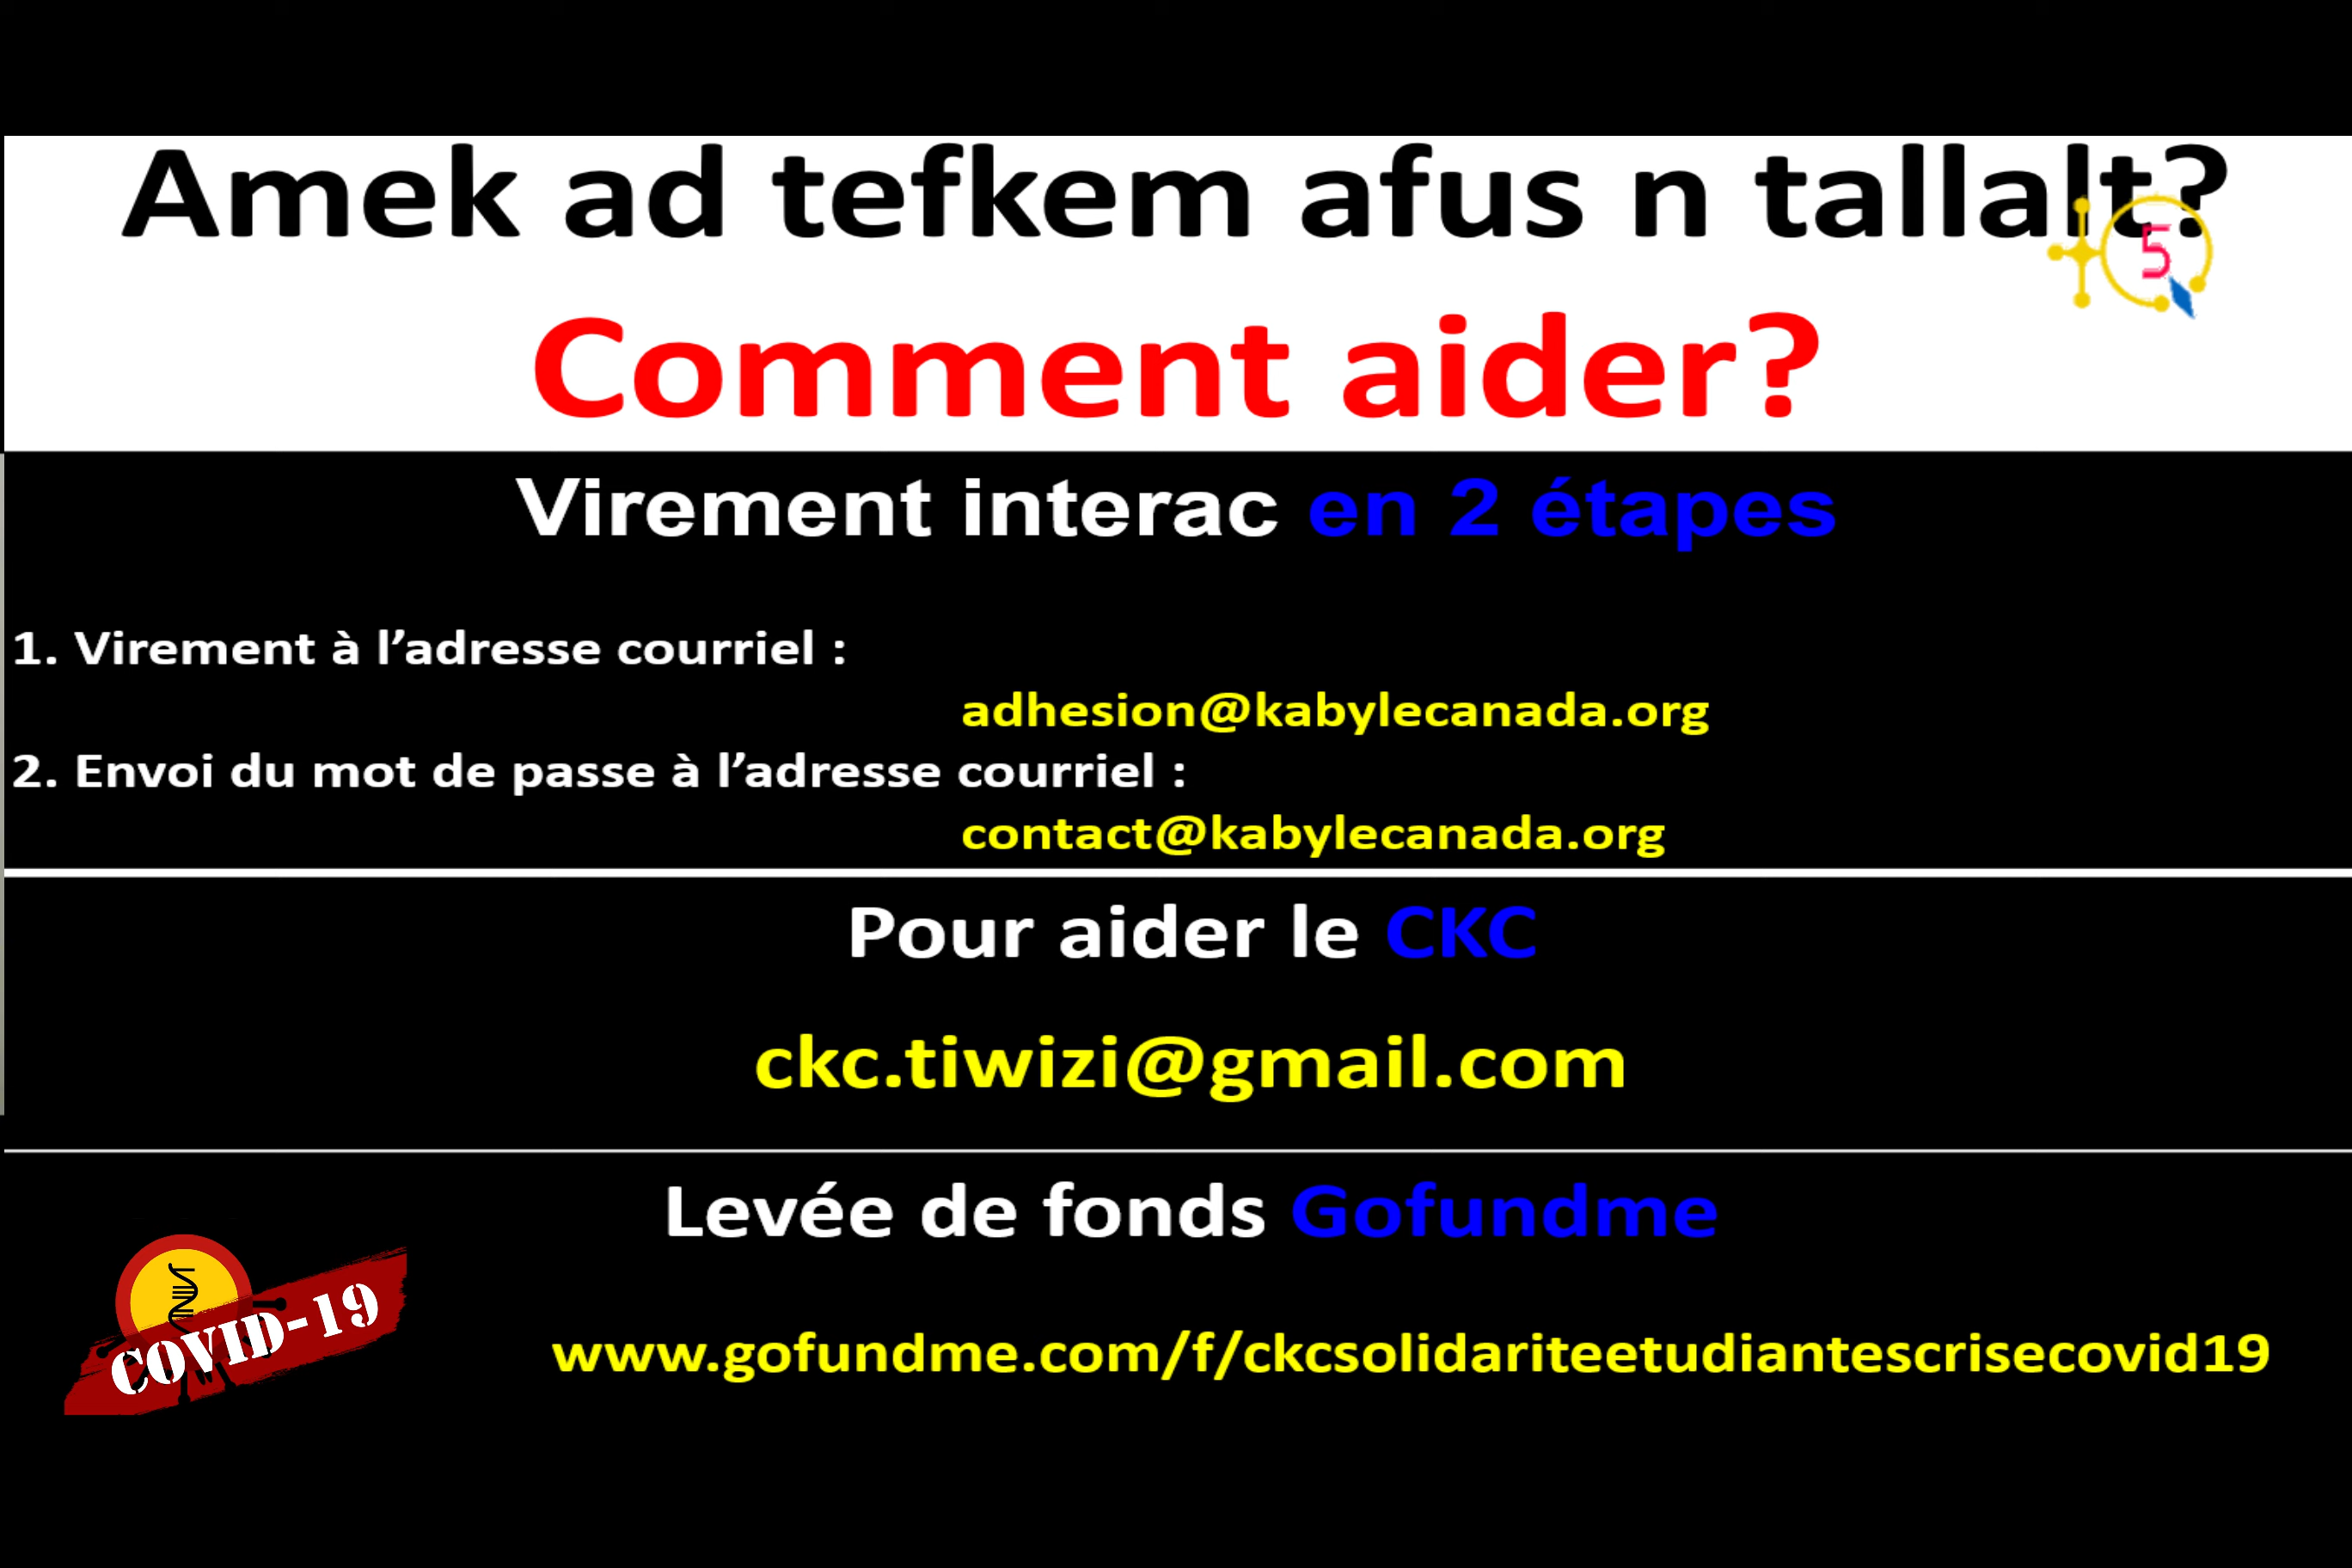 Amek ad tefkem afus n tallalt?
5
Comment aider?
Virement interac en 2 étapes
1. Virement à l’adresse courriel :
adhesion@kabylecanada.org
2. Envoi du mot de passe à l’adresse courriel :
contact@kabylecanada.org
Pour aider le CKC
ckc.tiwizi@gmail.com
Levée de fonds Gofundme
COVID-19
www.gofundme.com/f/ckcsolidariteetudiantescrisecovid19